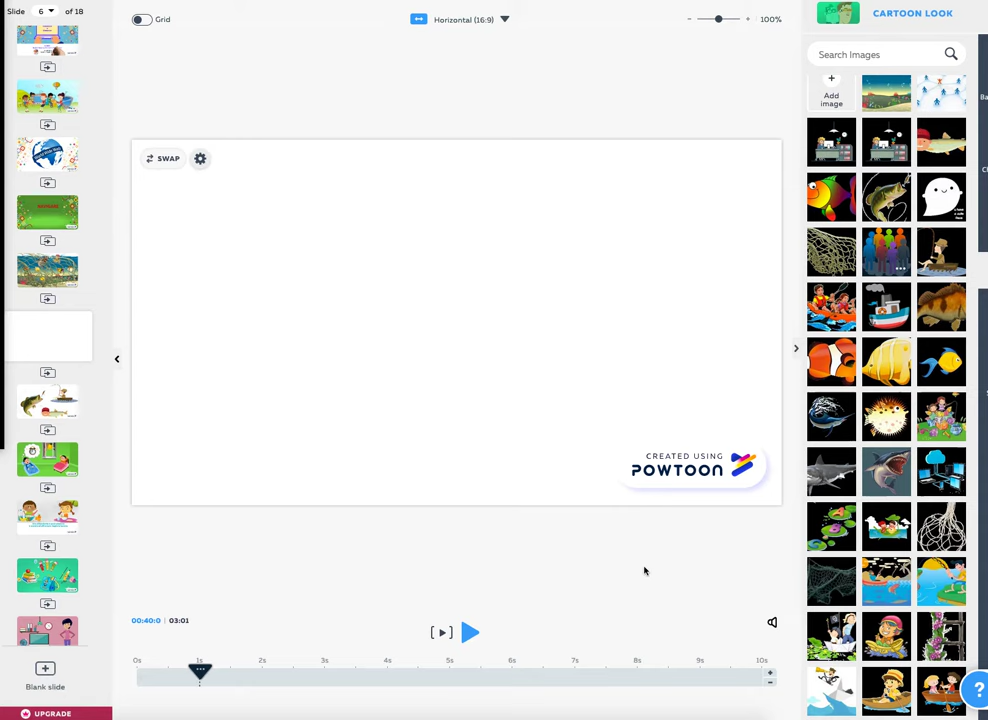 Slide 6 of 18
Grid
Horizontal (16:9)
100%
CARTOON LOOK
Search Images
Add
image
SWAP
CREATED USING
POWTOON
00:40:0 | 03:01
0s 1s 2s 3s 4s 5s 6s 7s 8s 9s 10s
Blank slide
UPGRADE
?